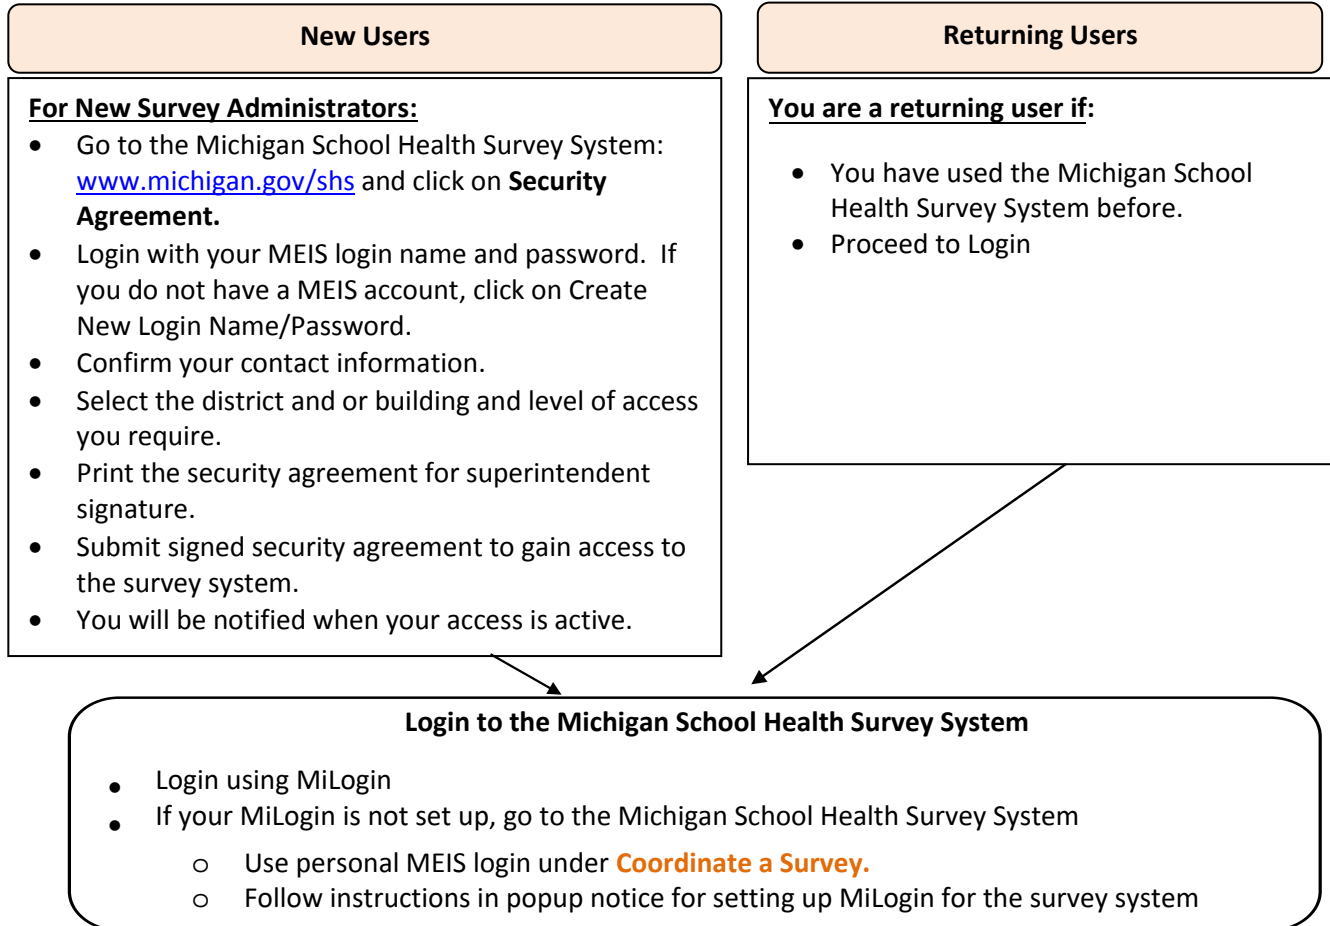 New Users
For New Survey Administrators:
• Go to the Michigan School Health Survey System:
www.michigan.gov/shs and click on Security
Agreement.
• Login with your MEIS login name and password.  If
you do not have a MEIS account, click on Create
New Login Name/Password.
• Confirm your contact information.
• Select the district and or building and level of access
you require.
• Print the security agreement for superintendent
signature.
• Submit signed security agreement to gain access to
the survey system.
• You will be notified when your access is active.
Returning Users
You are a returning user if:
• You have used the Michigan School
Health Survey System before.
• Proceed to Login
Login to the Michigan School Health Survey System
• Login using MiLogin
• If your MiLogin is not set up, go to the Michigan School Health Survey System
o Use personal MEIS login under Coordinate a Survey.
o Follow instructions in popup notice for setting up MiLogin for the survey system